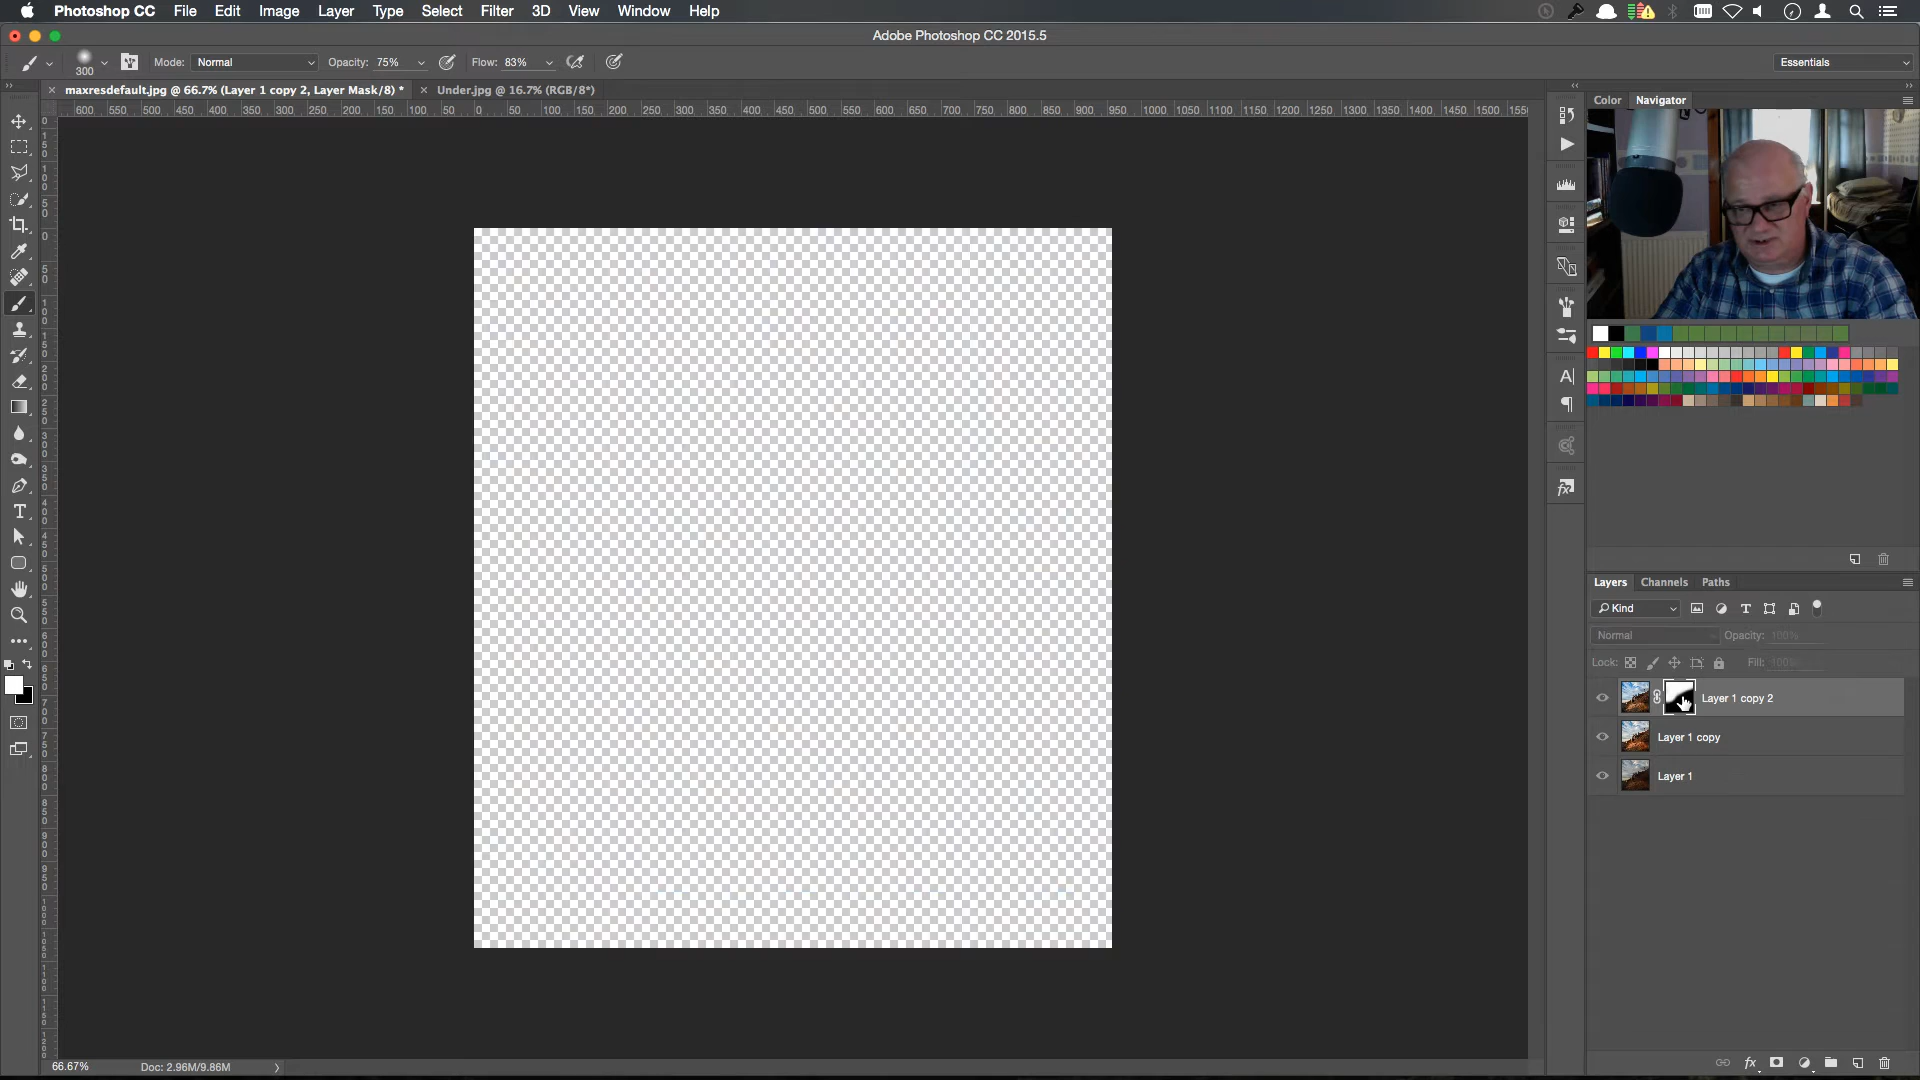 Photoshop CC File Edit Image Layer Type Select Filter 3D View Window Help
Adobe Photoshop CC 2015.5
300 Mode: Normal Opacity: 75% Flow: 83% Essentials
maxresdefault.jpg @ 66.7% (Layer 1 copy 2, Layer Mask/8) * Under.jpg @ 16.7% (RGB/8*)
600 550 500 450 400 350 300 250 200 150 100 50 0 50 100 150 200 250 300 350 400 450 500 550 600 650 700 750 800 850 900 950 1000 1050 1100 1150 1200 1250 1300 1350 1400 1450 1500
Color Navigator
Layers Channels Paths
Kind
Normal Opacity: 100%
Lock: Fill: 100%
Layer 1 copy 2
Layer 1 copy
Layer 1
66.67% Doc: 2.96M/9.86M